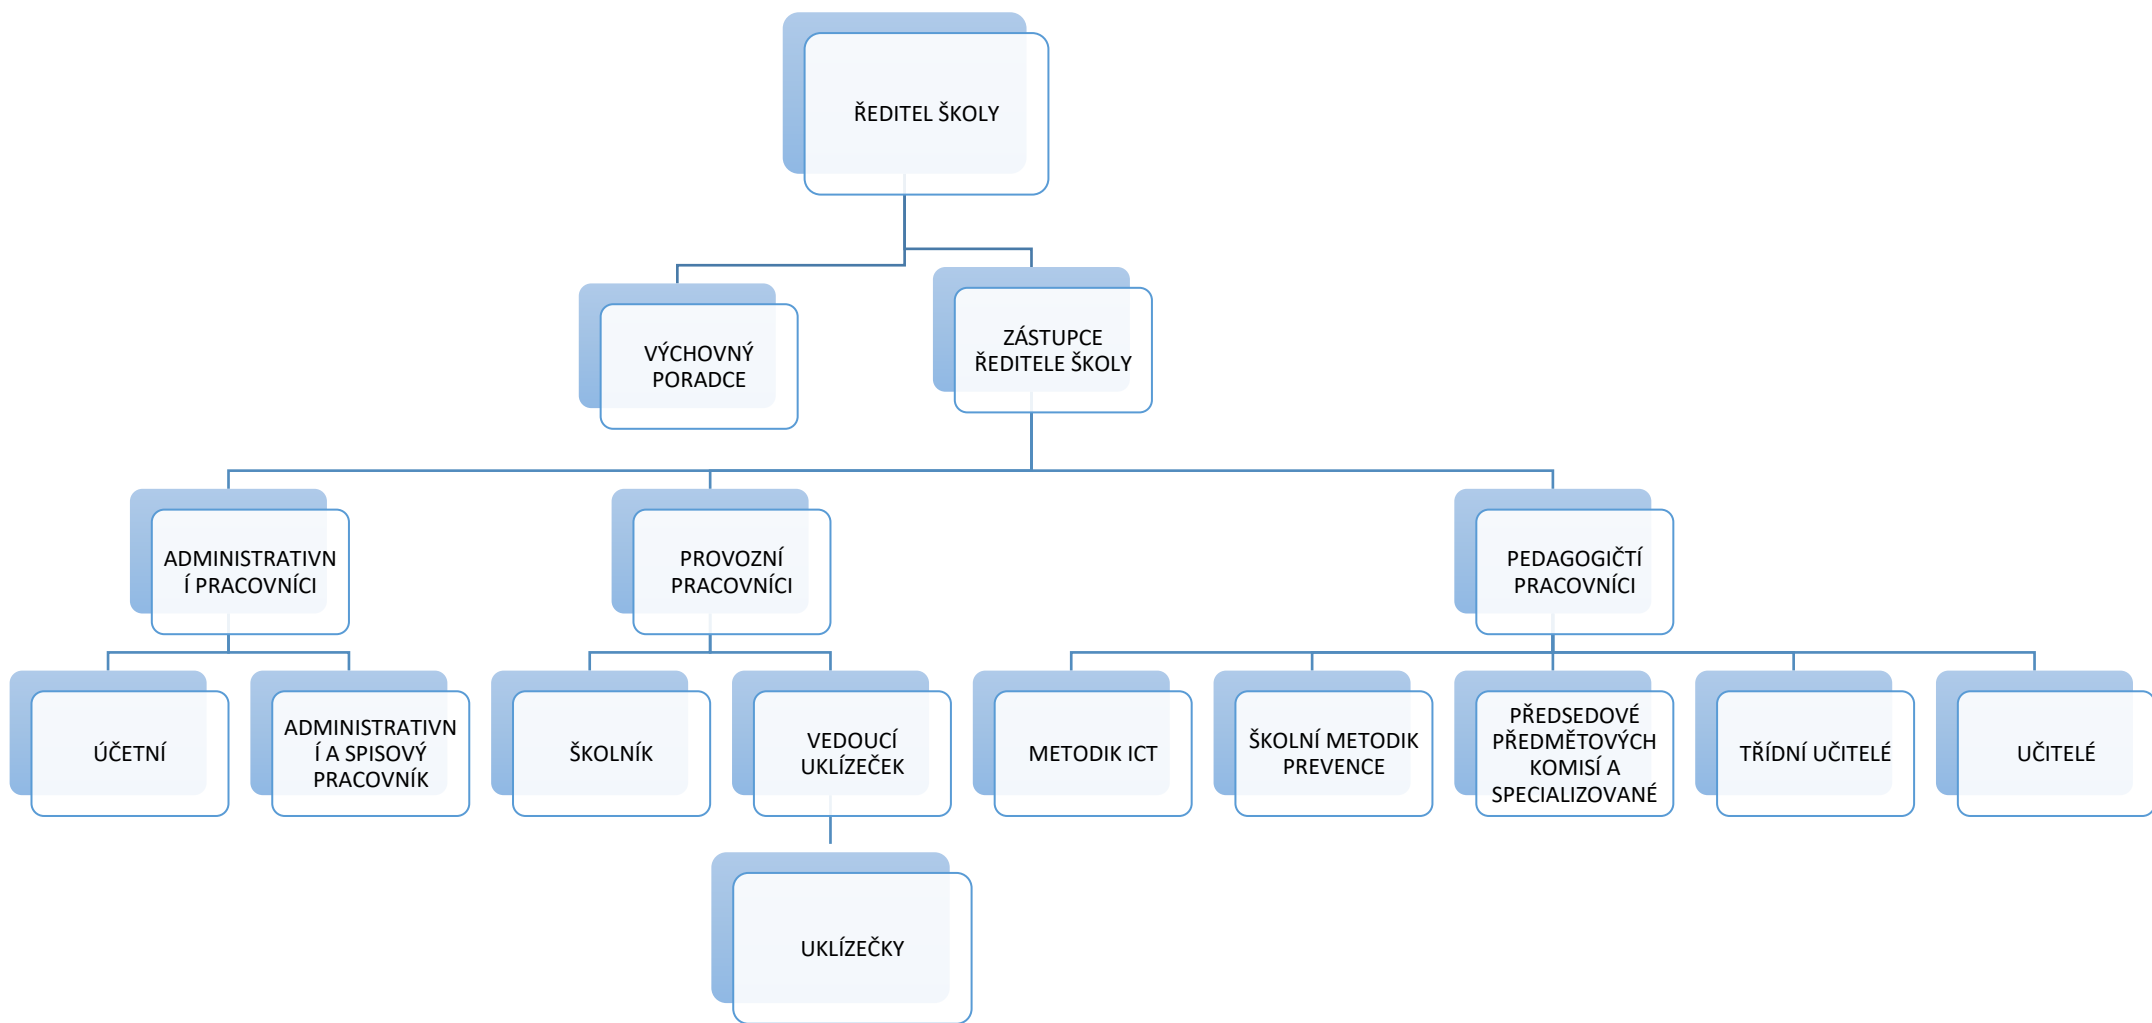 ŘEDITEL ŠKOLY
VÝCHOVNÝ
PORADCE
ZÁSTUPCE
ŘEDITELE ŠKOLY
ADMINISTRATIVN
Í PRACOVNÍCI
PROVOZNÍ
PRACOVNÍCI
PEDAGOGIČTÍ
PRACOVNÍCI
ÚČETNÍ
ADMINISTRATIVN
Í A SPISOVÝ
PRACOVNÍK
ŠKOLNÍK
VEDOUCÍ
UKLÍZEČEK
METODIK ICT
ŠKOLNÍ METODIK
PREVENCE
PŘEDSEDOVÉ
PŘEDMĚTOVÝCH
KOMISÍ A
SPECIALIZOVANÉ
TŘÍDNÍ UČITELÉ
UČITELÉ
UKLÍZEČKY